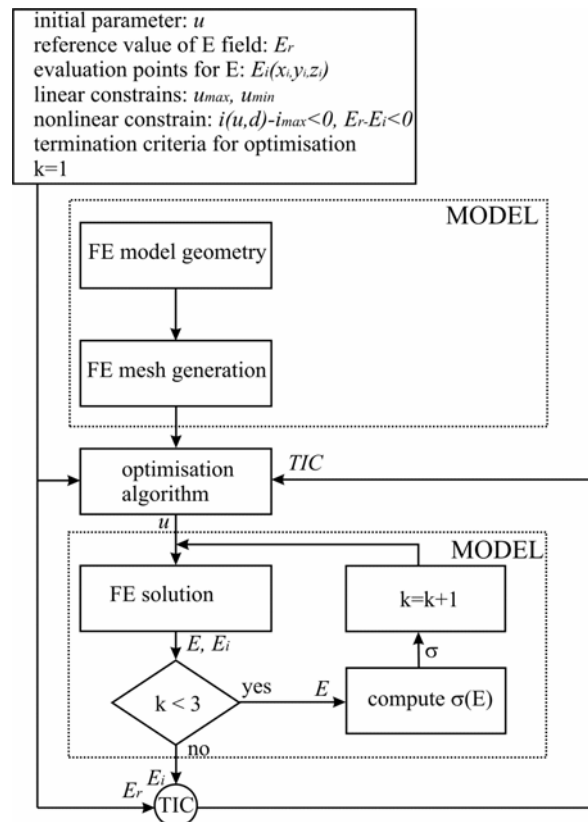 initial parameter: u
reference value of E field: Er
evaluation points for E: Ei(xi,yi,zi)
linear constrains: umax, umin
nonlinear constrain: i(u,d)-imax<0, Er-Ei<0
termination criteria for optimisation
k=1
MODEL
FE model geometry
FE mesh generation
optimisation
algorithm
TIC
u
MODEL
FE solution
k=k+1
E, Ei
σ
k < 3
yes
E
compute σ(E)
no
Ei
Er
TIC